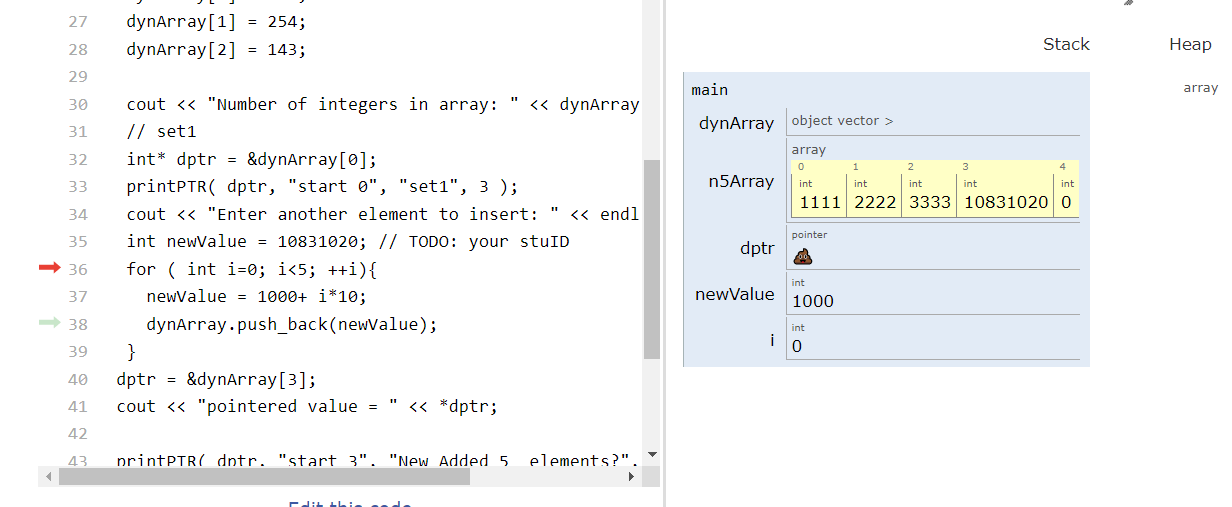 27 dynArray[1] = 254;
28 dynArray[2] = 143;
29
30 cout << "Number of integers in array: " << dynArray
31 // set1
32 int* dptr = &dynArray[0];
33 printPTR( dptr, "start 0", "set1", 3 );
34 cout << "Enter another element to insert: " << endl
35 int newValue = 10831020; // TODO: your stuID
36 for ( int i=0; i<5; ++i){
37 newValue = 1000+ i*10;
38 dynArray.push_back(newValue);
39 }
40 dptr = &dynArray[3];
41 cout << "pointered value = " << *dptr;
42
43 printPTR( dptr, "start 3", "New Added 5 elements?",
Edit this code
Stack Heap
main
array
dynArray object vector >
array
0 1 2 3 4
n5Array int int int int int
1111 2222 3333 10831020 0
pointer
dptr
int
newValue 1000
int
i 0